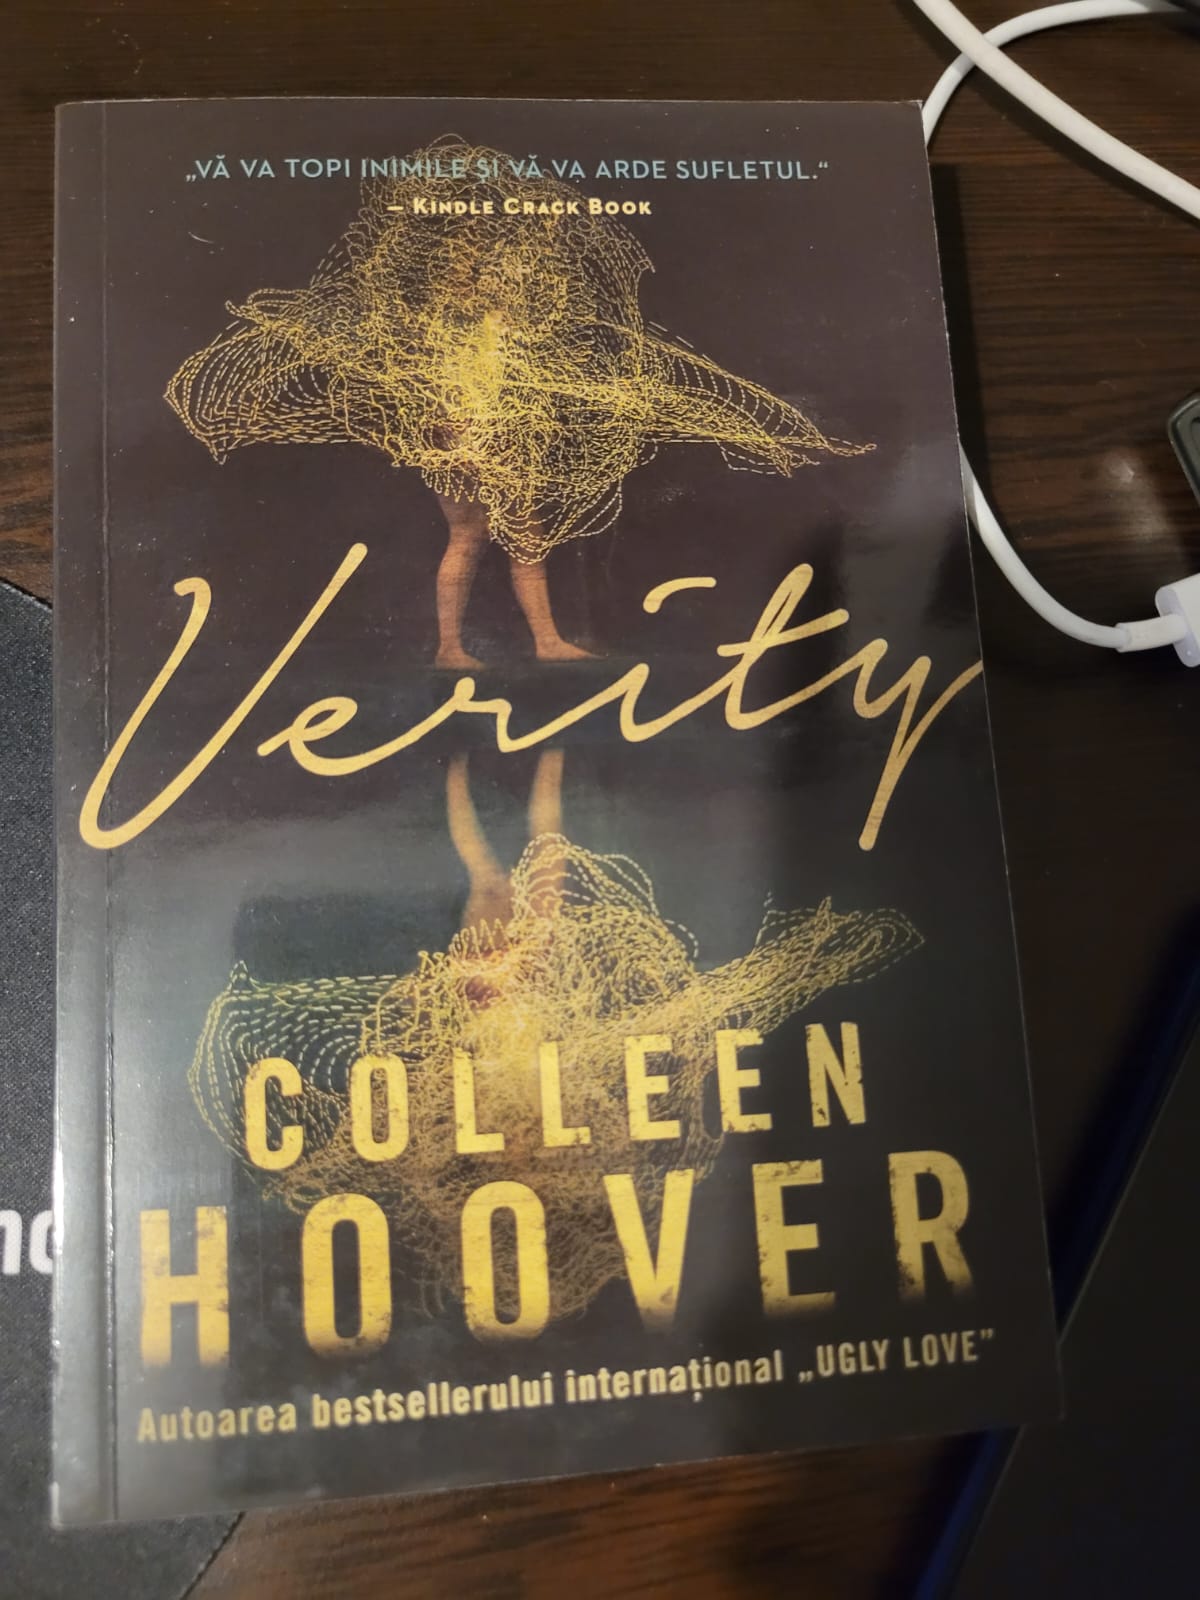 „VĂ VA TOPI INIMILE ȘI VĂ VA ARDE SUFLETUL.“
– KINDLE CRACK BOOK
Verity
COLLEEN
HOOVER
Autoarea bestsellerului internațional „UGLY LOVE”